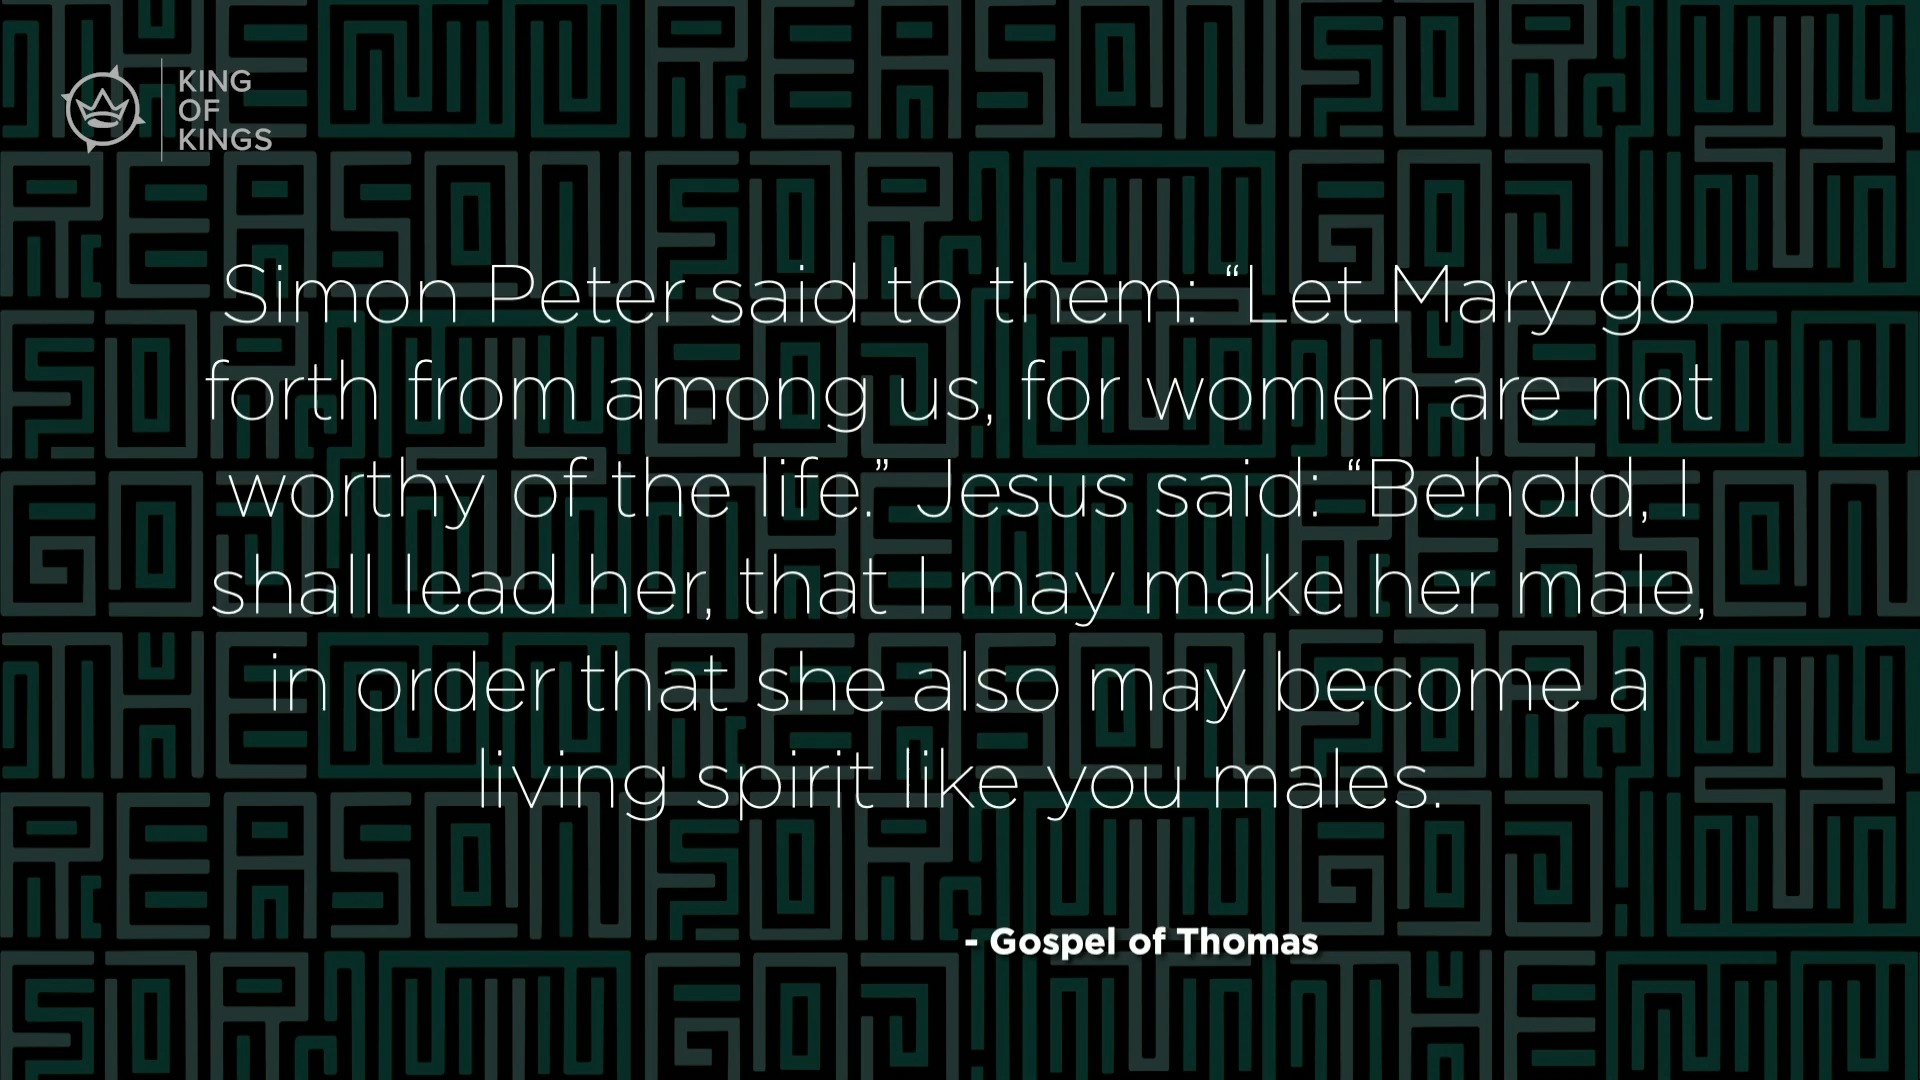 KING
OF
KINGS
Simon Peter said to them: “Let Mary go
forth from among us, for women are not
worthy of the life.” Jesus said: “Behold, I
shall lead her, that I may make her male,
in order that she also may become a
living spirit like you males.
- Gospel of Thomas